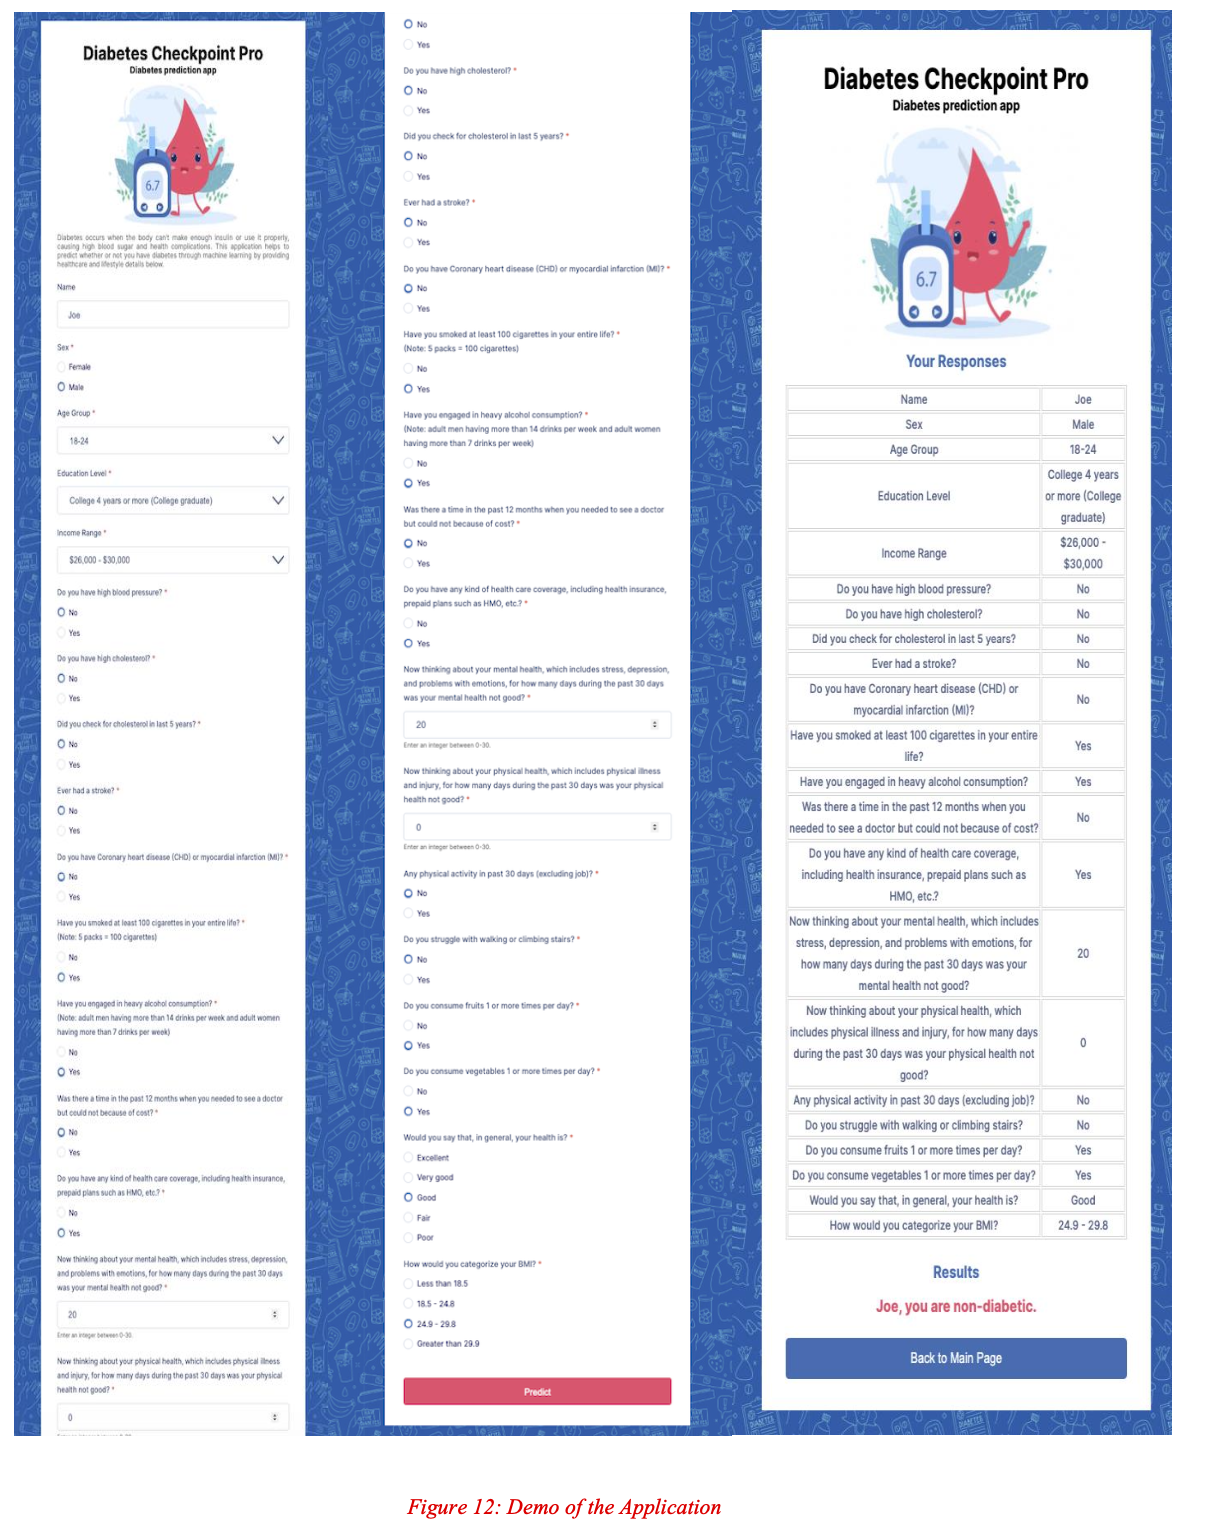 Diabetes Checkpoint Pro
Diabetes prediction app
6.7
Diabetes occurs when the body can't make enough insulin or use it properly,
causing high blood sugar and health complications. This application helps to
predict whether or not you have diabetes through machine learning by providing
healthcare and lifestyle details below.
Name
Joe
Sex *
Female
Male
Age Group *
18-24
Education Level *
College 4 years or more (College graduate)
Income Range *
$26,000 - $30,000
Do you have high blood pressure? *
No
Yes
Do you have high cholesterol? *
No
Yes
Did you check for cholesterol in last 5 years? *
No
Yes
Ever had a stroke? *
No
Yes
Do you have Coronary heart disease (CHD) or myocardial infarction (MI)? *
No
Yes
Have you smoked at least 100 cigarettes in your entire life? *
(Note: 5 packs = 100 cigarettes)
No
Yes
Have you engaged in heavy alcohol consumption? *
(Note: adult men having more than 14 drinks per week and adult women
having more than 7 drinks per week)
No
Yes
Was there a time in the past 12 months when you needed to see a doctor
but could not because of cost? *
No
Yes
Do you have any kind of health care coverage, including health insurance,
prepaid plans such as HMO, etc.? *
No
Yes
Now thinking about your mental health, which includes stress, depression,
and problems with emotions, for how many days during the past 30 days
was your mental health not good? *
20
Enter an integer between 0-30.
Now thinking about your physical health, which includes physical illness
and injury, for how many days during the past 30 days was your physical
health not good? *
0
No
Yes
Do you have high cholesterol? *
No
Yes
Did you check for cholesterol in last 5 years? *
No
Yes
Ever had a stroke? *
No
Yes
Do you have Coronary heart disease (CHD) or myocardial infarction (MI)? *
No
Yes
Have you smoked at least 100 cigarettes in your entire life? *
(Note: 5 packs = 100 cigarettes)
No
Yes
Have you engaged in heavy alcohol consumption? *
(Note: adult men having more than 14 drinks per week and adult women
having more than 7 drinks per week)
No
Yes
Was there a time in the past 12 months when you needed to see a doctor
but could not because of cost? *
No
Yes
Do you have any kind of health care coverage, including health insurance,
prepaid plans such as HMO, etc.? *
No
Yes
Now thinking about your mental health, which includes stress, depression,
and problems with emotions, for how many days during the past 30 days
was your mental health not good? *
20
Enter an integer between 0-30.
Now thinking about your physical health, which includes physical illness
and injury, for how many days during the past 30 days was your physical
health not good? *
0
Enter an integer between 0-30.
Any physical activity in past 30 days (excluding job)? *
No
Yes
Do you struggle with walking or climbing stairs? *
No
Yes
Do you consume fruits 1 or more times per day? *
No
Yes
Do you consume vegetables 1 or more times per day? *
No
Yes
Would you say that, in general, your health is? *
Excellent
Very good
Good
Fair
Poor
How would you categorize your BMI? *
Less than 18.5
18.5 - 24.8
24.9 - 29.8
Greater than 29.9
Predict
Diabetes Checkpoint Pro
Diabetes prediction app
6.7
Your Responses
Name Joe
Sex Male
Age Group 18-24
Education Level College 4 years
or more (College
graduate)
Income Range $26,000 -
$30,000
Do you have high blood pressure? No
Do you have high cholesterol? No
Did you check for cholesterol in last 5 years? No
Ever had a stroke? No
Do you have Coronary heart disease (CHD) or
myocardial infarction (MI)? No
Have you smoked at least 100 cigarettes in your entire
life? Yes
Have you engaged in heavy alcohol consumption? Yes
Was there a time in the past 12 months when you
needed to see a doctor but could not because of cost? No
Do you have any kind of health care coverage,
including health insurance, prepaid plans such as
HMO, etc.? Yes
Now thinking about your mental health, which includes
stress, depression, and problems with emotions, for
how many days during the past 30 days was your
mental health not good? 20
Now thinking about your physical health, which
includes physical illness and injury, for how many days
during the past 30 days was your physical health not
good? 0
Any physical activity in past 30 days (excluding job)? No
Do you struggle with walking or climbing stairs? No
Do you consume fruits 1 or more times per day? Yes
Do you consume vegetables 1 or more times per day? Yes
Would you say that, in general, your health is? Good
How would you categorize your BMI? 24.9 - 29.8
Results
Joe, you are non-diabetic.
Back to Main Page
Figure 12: Demo of the Application